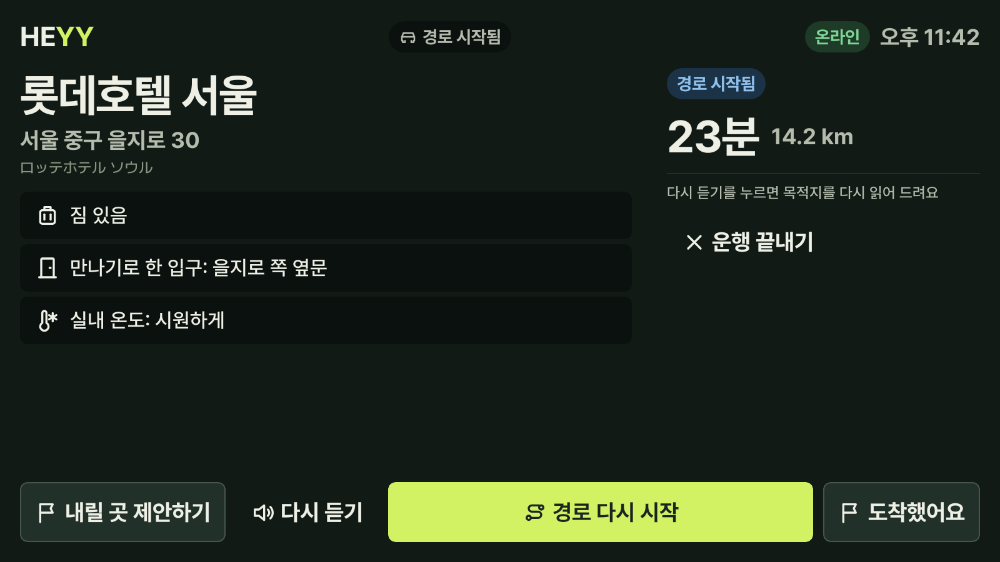 HEYY
경로 시작됨
온라인
오후 11:42
롯데호텔 서울
서울 중구 을지로 30
ロッテホテル ソウル
짐 있음
만나기로 한 입구: 을지로 쪽 옆문
실내 온도: 시원하게
경로 시작됨
23분 14.2 km
다시 듣기를 누르면 목적지를 다시 읽어 드려요
운행 끝내기
내릴 곳 제안하기
다시 듣기
경로 다시 시작
도착했어요